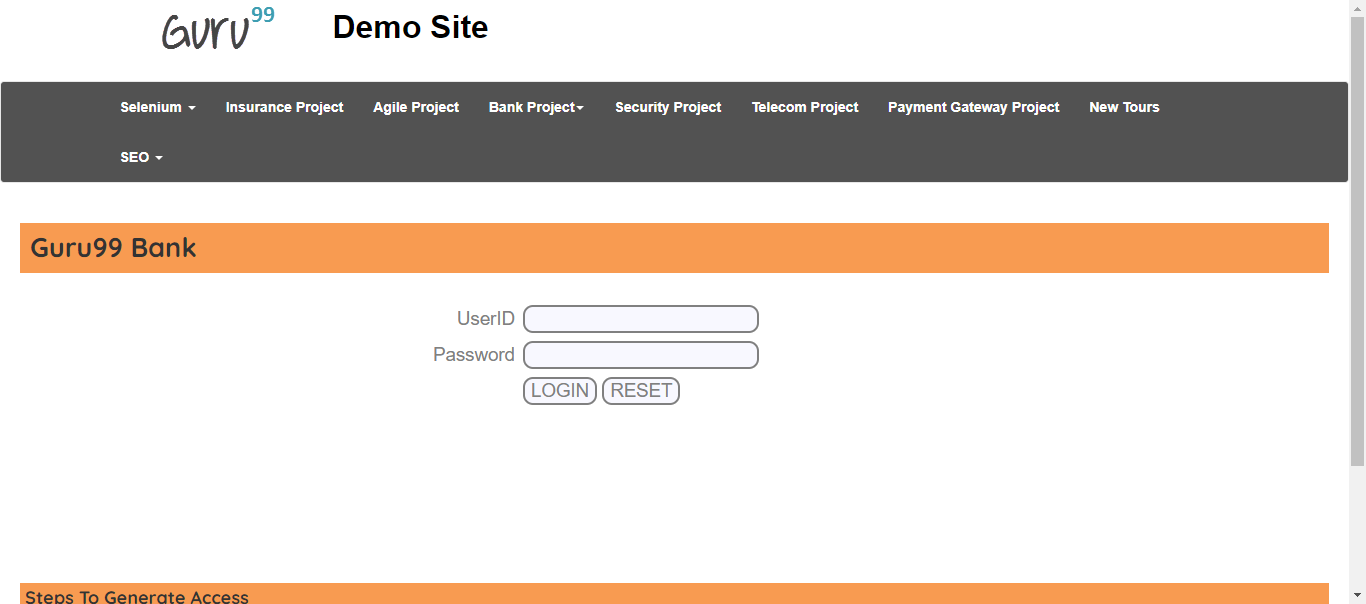 Guru99 Demo Site
Selenium Insurance Project Agile Project Bank Project Security Project Telecom Project Payment Gateway Project New Tours
SEO
Guru99 Bank
UserID
Password
LOGIN RESET
Steps To Generate Access